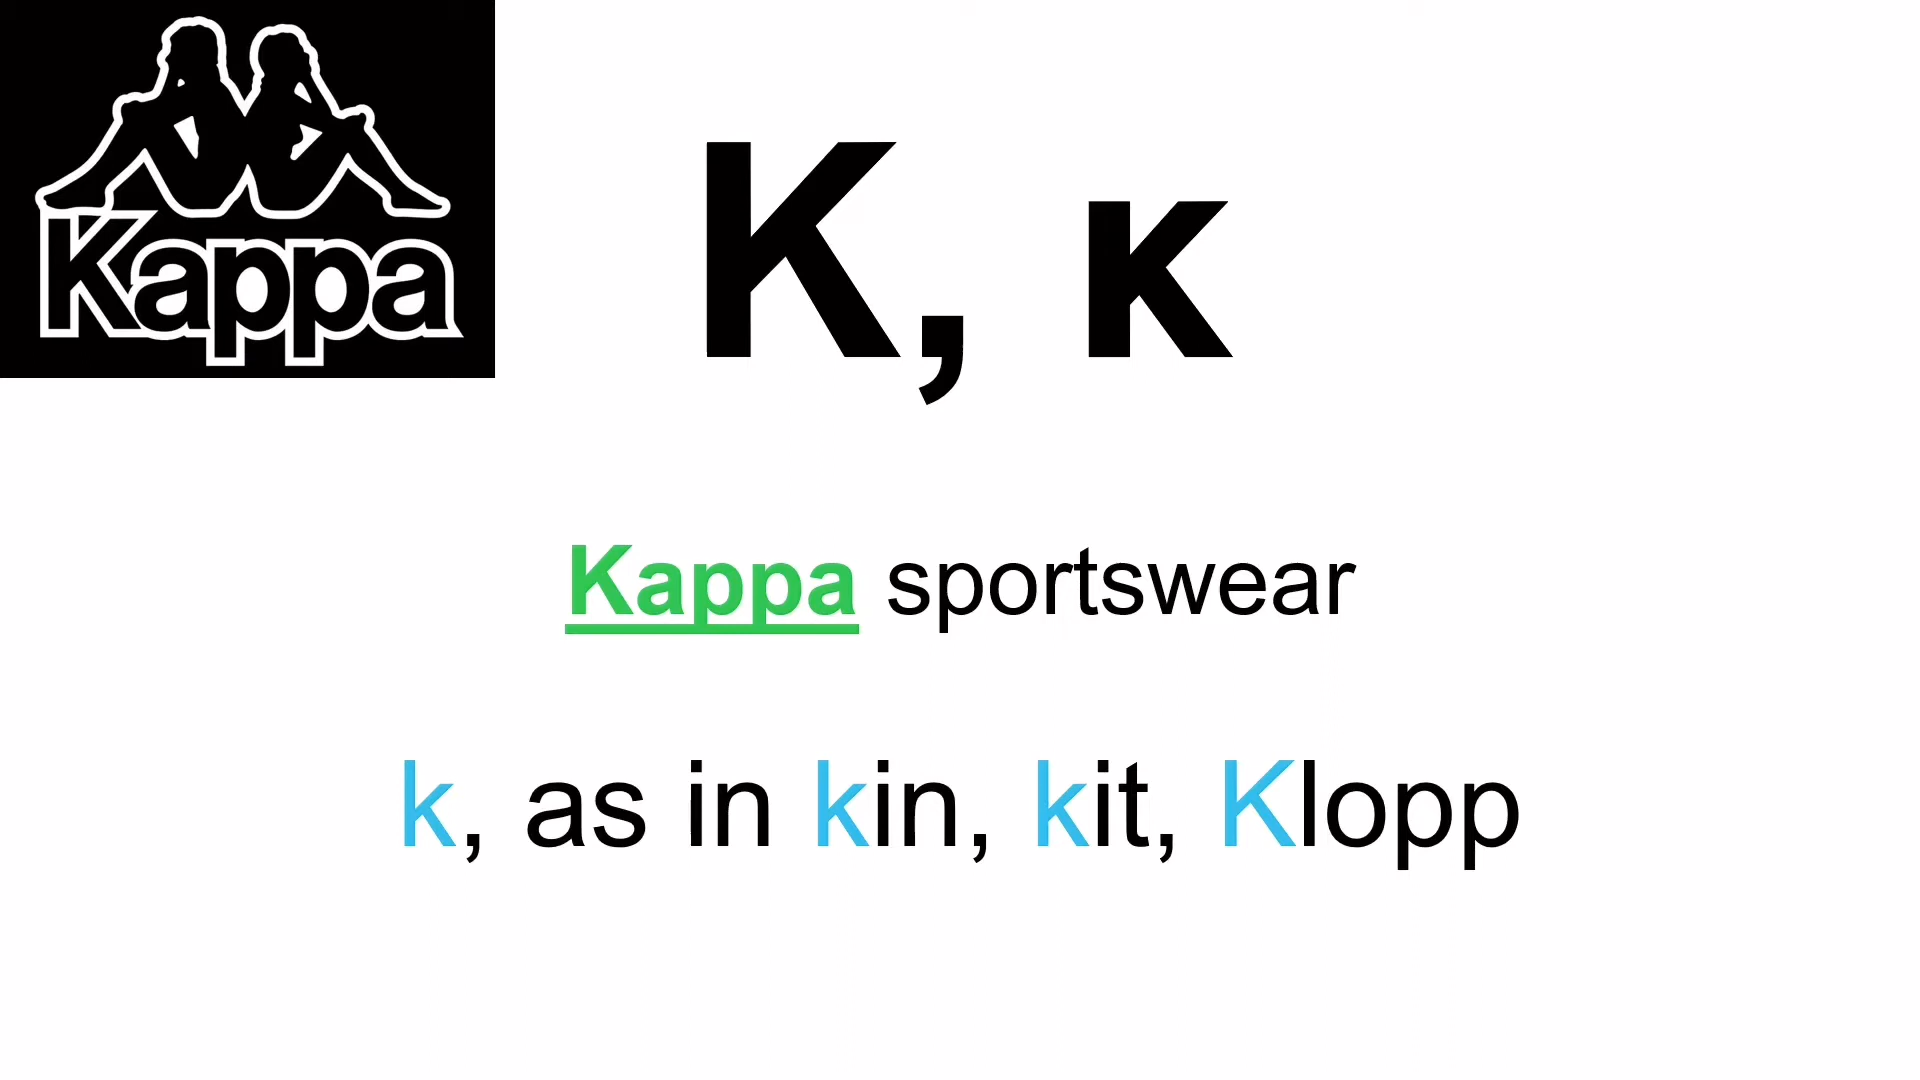 Kappa
Κ, κ
Kappa sportswear
k, as in kin, kit, Klopp